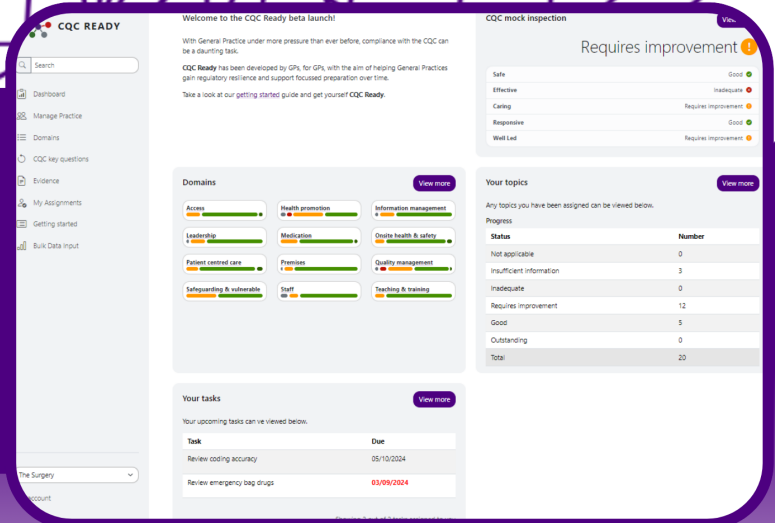 CQC READY
Search
Dashboard
Manage Practice
Domains
CQC key questions
Evidence
My Assignments
Getting started
Bulk Data Input
The Surgery
account
Welcome to the CQC Ready beta launch!
With General Practice under more pressure than ever before, compliance with the CQC can
be a daunting task.
CQC Ready has been developed by GPs, for GPs, with the aim of helping General Practices
gain regulatory resilience and support focussed preparation over time.
Take a look at our getting started guide and get yourself CQC Ready.
CQC mock inspection
Requires improvement
Safe Good
Effective Inadequate
Caring Requires improvement
Responsive Good
Well Led Requires improvement
Domains View more
Access Health promotion Information management
Leadership Medication Onsite health & safety
Patient centred care Premises Quality management
Safeguarding & vulnerable Staff Teaching & training
Your topics View more
Any topics you have been assigned can be viewed below.
Progress
Status Number
Not applicable 0
Insufficient information 3
Inadequate 0
Requires improvement 12
Good 5
Outstanding 0
Total 20
Your tasks View more
Your upcoming tasks can ve viewed below.
Task Due
Review coding accuracy 05/10/2024
Review emergency bag drugs 03/09/2024